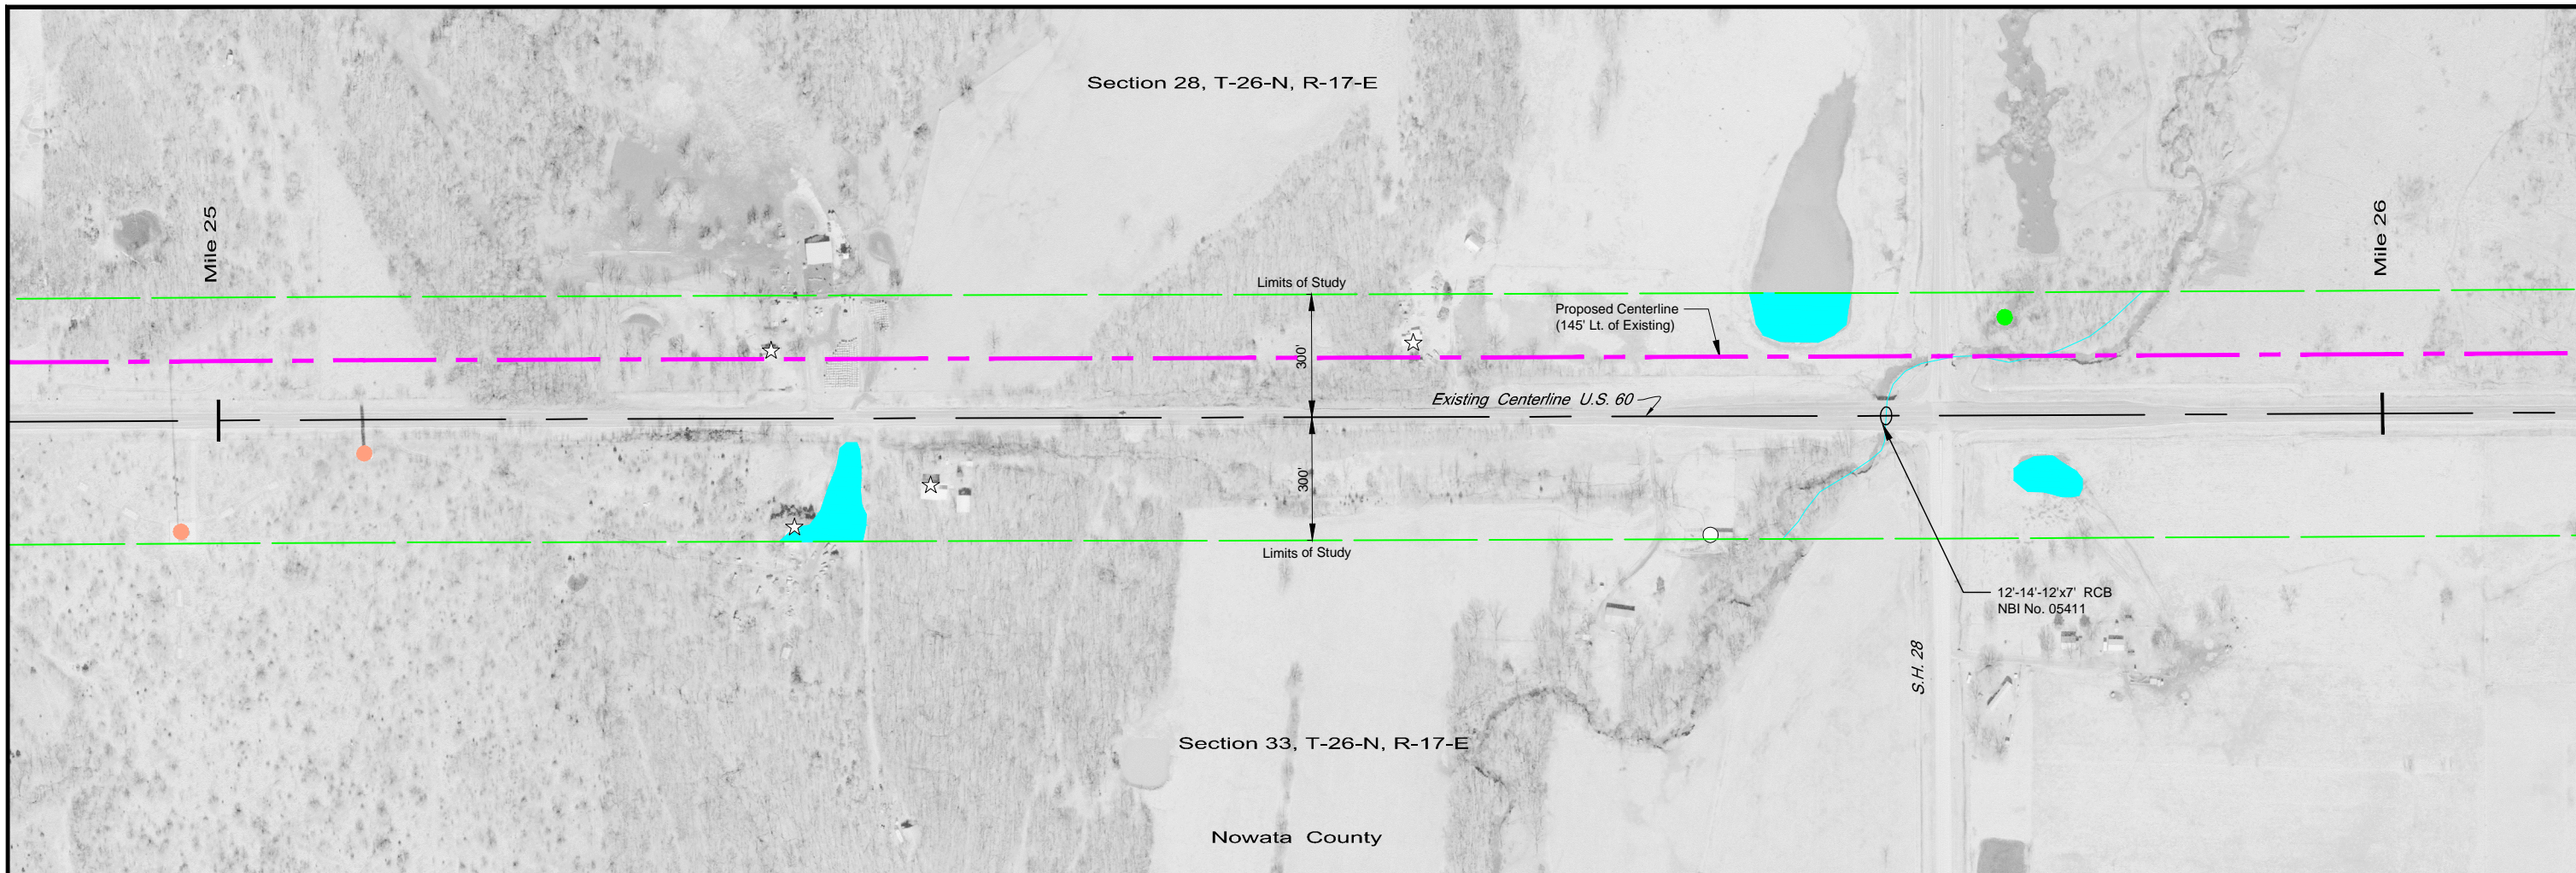 Section 28, T-26-N, R-17-E
Mile 25
Mile 26
Limits of Study
Proposed Centerline
(145' Lt. of Existing)
300'
Existing Centerline U.S. 60
300'
Limits of Study
12'-14'-12'x7' RCB
NBI No. 05411
S.H. 28
Section 33, T-26-N, R-17-E
Nowata County